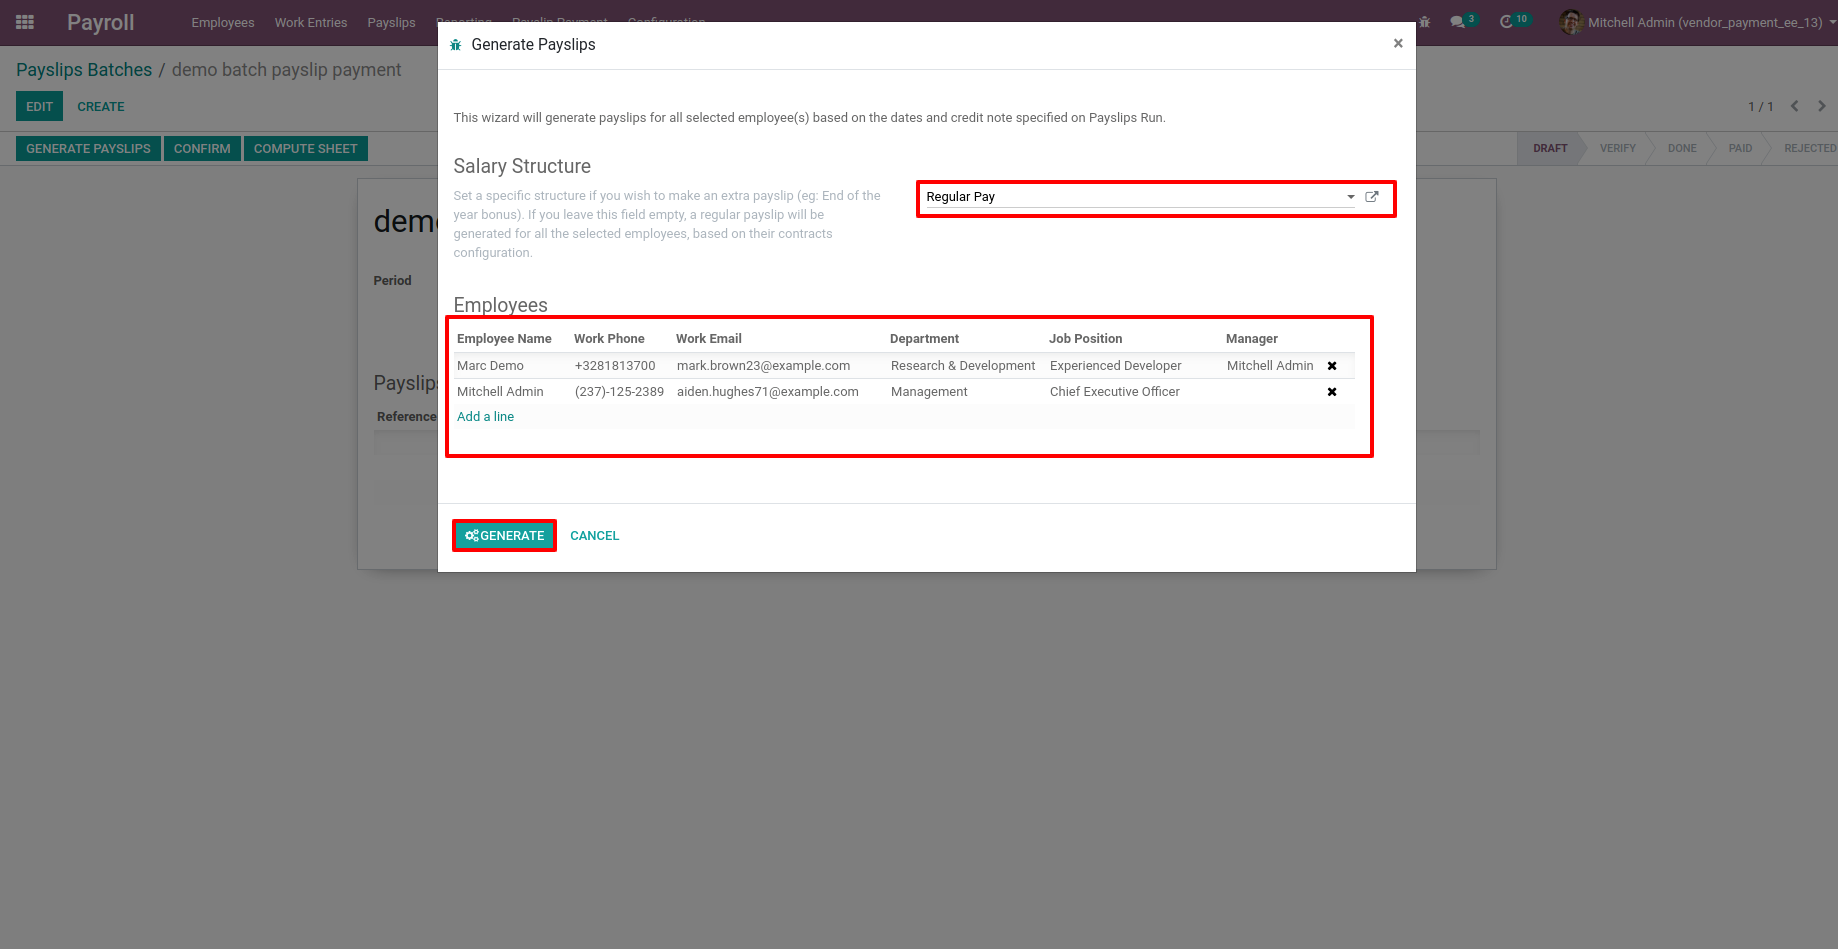 Payroll
Employees Work Entries Payslips Reporting Payslip Payment Configuration
3 10 Mitchell Admin (vendor_payment_ee_13)
Payslips Batches / demo batch payslip payment
EDIT CREATE
1 / 1
GENERATE PAYSLIPS CONFIRM COMPUTE SHEET
DRAFT VERIFY DONE PAID REJECTED
Period
Payslips
Reference
Generate Payslips
×
This wizard will generate payslips for all selected employee(s) based on the dates and credit note specified on Payslips Run.
Salary Structure
Set a specific structure if you wish to make an extra payslip (eg: End of the
year bonus). If you leave this field empty, a regular payslip will be
generated for all the selected employees, based on their contracts
configuration.
Regular Pay
Employees
Employee Name Work Phone Work Email Department Job Position Manager
Marc Demo +3281813700 mark.brown23@example.com Research & Development Experienced Developer Mitchell Admin
Mitchell Admin (237)-125-2389 aiden.hughes71@example.com Management Chief Executive Officer
Add a line
GENERATE CANCEL